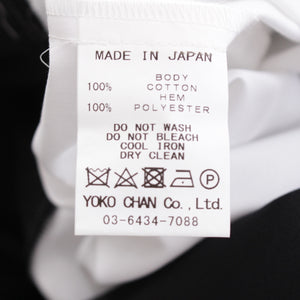 MADE IN JAPAN
BODY
100% COTTON
HEM
100% POLYESTER
DO NOT WASH
DO NOT BLEACH
COOL IRON
DRY CLEAN
P
YOKO CHAN Co., Ltd.
03-6434-7088